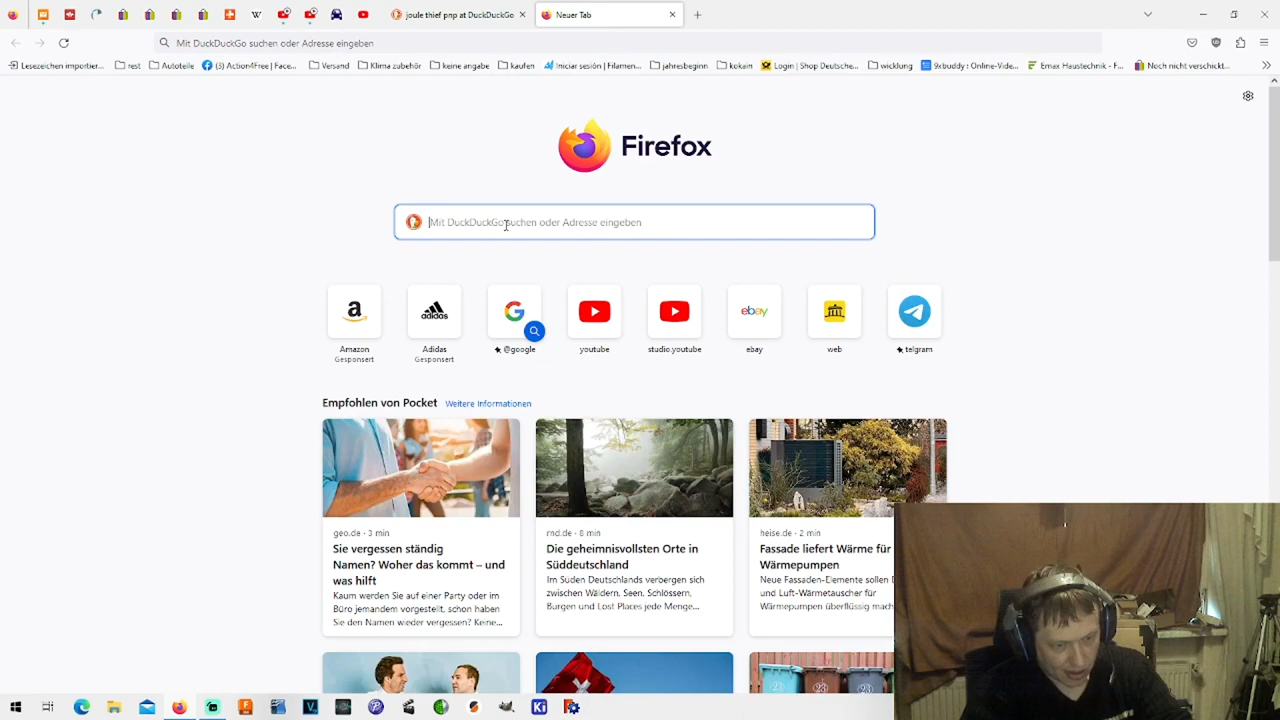 joule thief pnp at DuckDuckGo
Neuer Tab
Mit DuckDuckGo suchen oder Adresse eingeben
Lesezeichen importier...
rest
Autoteile
(3) Action4Free | Face...
Versand
Klima zubehör
keine angabe
kaufen
Iniciar sesión | Filamen...
jahresbeginn
kokain
Login | Shop Deutsche...
wicklung
9xbuddy : Online-Vide...
Emax Haustechnik - F...
Noch nicht verschickt...
Firefox
Mit DuckDuckGo suchen oder Adresse eingeben
Amazon
Gesponsert
Adidas
Gesponsert
@google
youtube
studio.youtube
ebay
ebay
web
telgram
Empfohlen von Pocket Weitere Informationen
geo.de · 3 min
Sie vergessen ständig
Namen? Woher das kommt – und
was hilft
Kaum werden Sie auf einer Party oder im
Büro jemandem vorgestellt, schon haben
Sie den Namen wieder vergessen? Keine...
rnd.de · 8 min
Die geheimnisvollsten Orte in
Süddeutschland
Im Süden Deutschlands verbergen sich
zwischen Wäldern, Seen, Schlössern,
Burgen und Lost Places jede Menge...
heise.de · 2 min
Fassade liefert Wärme für
Wärmepumpen
Neue Fassaden-Elemente sollen
und Luft-Wärmetauscher für
Wärmepumpen überflüssig mach
23
23